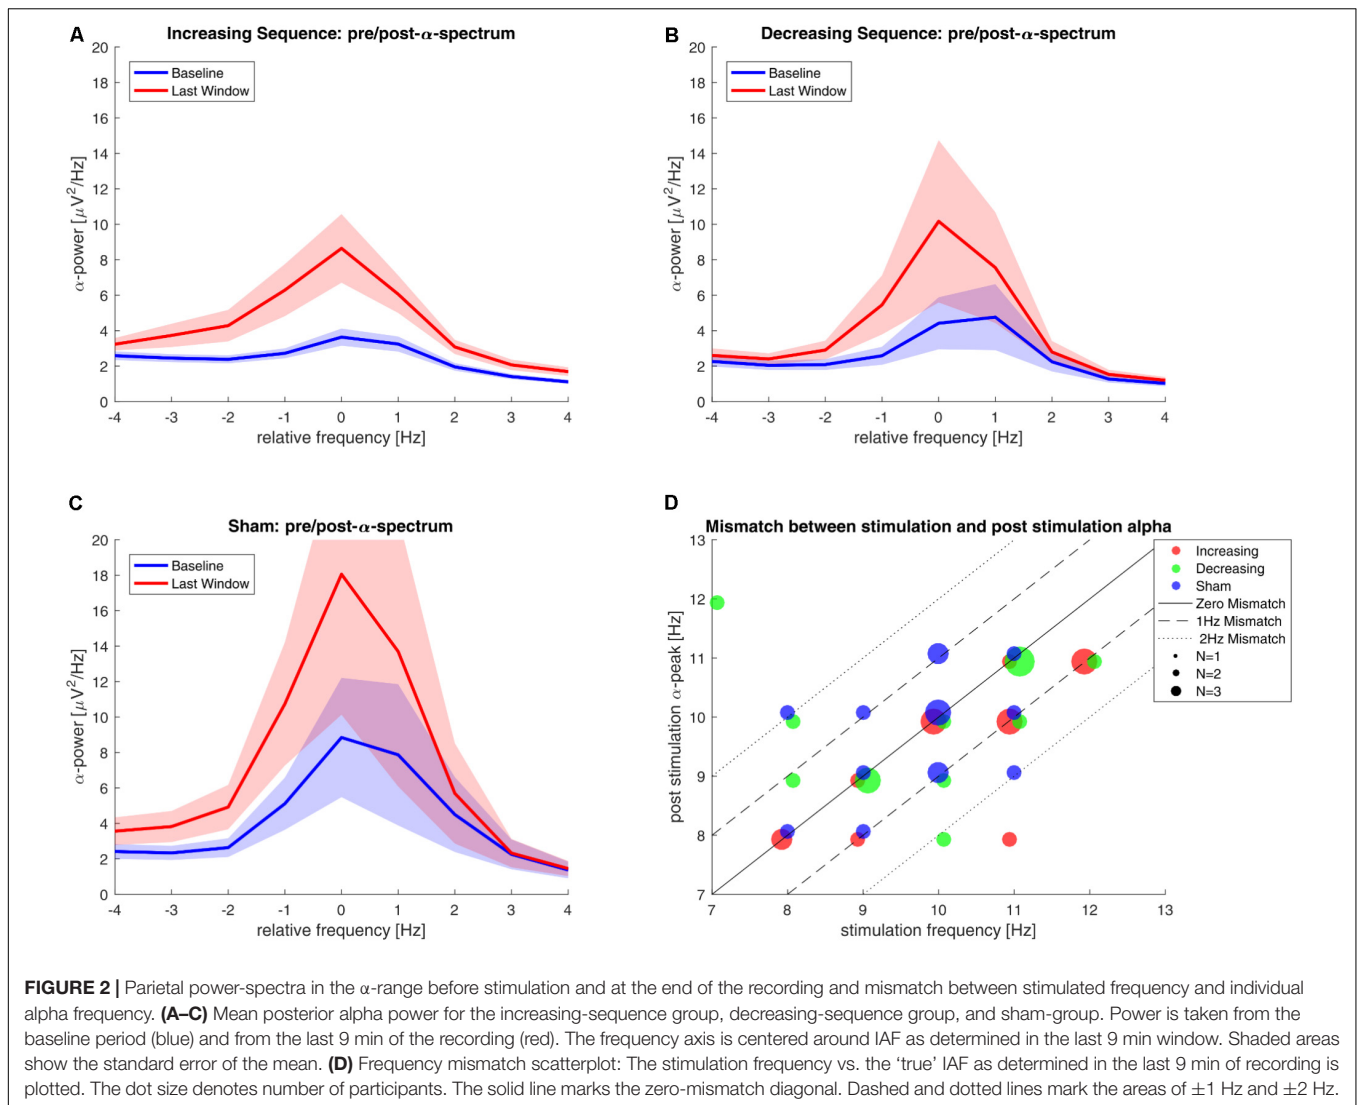 A
Increasing Sequence: pre/post-α-spectrum
20
18
16
14
12
10
8
6
4
2
0
Baseline
Last Window
α-power [μV²/Hz]
-4 -3 -2 -1 0 1 2 3 4
relative frequency [Hz]
B
Decreasing Sequence: pre/post-α-spectrum
20
18
16
14
12
10
8
6
4
2
0
Baseline
Last Window
α-power [μV²/Hz]
-4 -3 -2 -1 0 1 2 3 4
relative frequency [Hz]
C
Sham: pre/post-α-spectrum
20
18
16
14
12
10
8
6
4
2
0
Baseline
Last Window
α-power [μV²/Hz]
-4 -3 -2 -1 0 1 2 3 4
relative frequency [Hz]
D
Mismatch between stimulation and post stimulation alpha
13
12
11
10
9
8
7
post stimulation α-peak [Hz]
Increasing
Decreasing
Sham
Zero Mismatch
1Hz Mismatch
2Hz Mismatch
N=1
N=2
N=3
7 8 9 10 11 12 13
stimulation frequency [Hz]
FIGURE 2 | Parietal power-spectra in the α-range before stimulation and at the end of the recording and mismatch between stimulated frequency and individual
alpha frequency. (A–C) Mean posterior alpha power for the increasing-sequence group, decreasing-sequence group, and sham-group. Power is taken from the
baseline period (blue) and from the last 9 min of the recording (red). The frequency axis is centered around IAF as determined in the last 9 min window. Shaded areas
show the standard error of the mean. (D) Frequency mismatch scatterplot: The stimulation frequency vs. the ‘true’ IAF as determined in the last 9 min of recording is
plotted. The dot size denotes number of participants. The solid line marks the zero-mismatch diagonal. Dashed and dotted lines mark the areas of ±1 Hz and ±2 Hz.